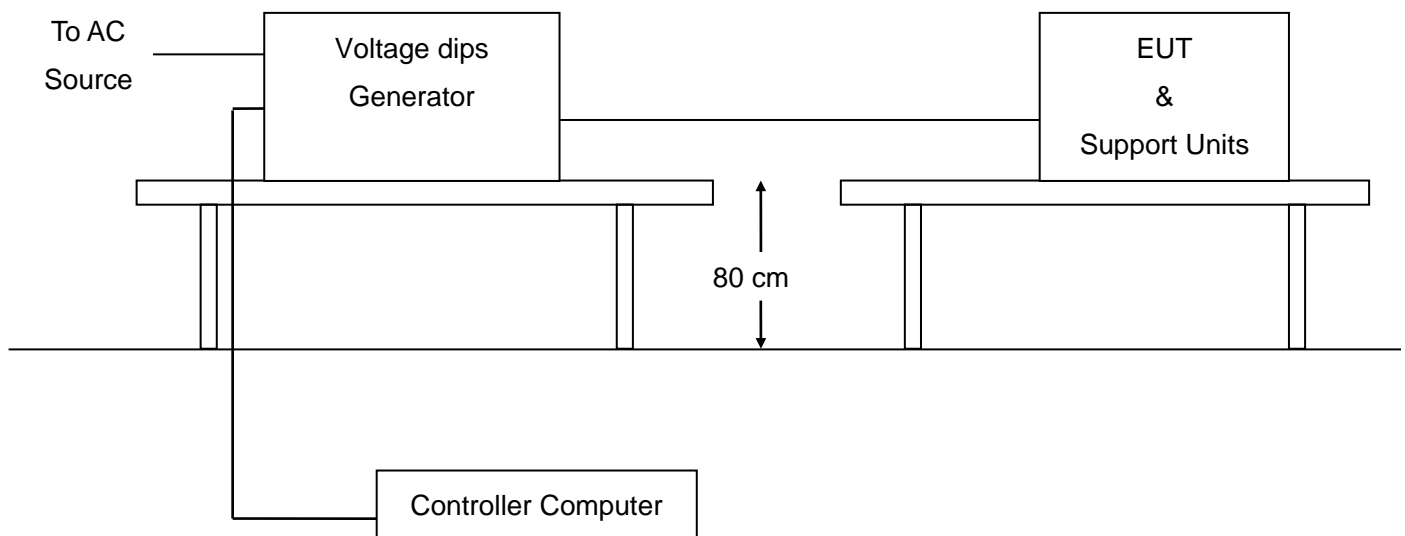 To AC
Source
Voltage dips
Generator
EUT
&
Support Units
80 cm
Controller Computer